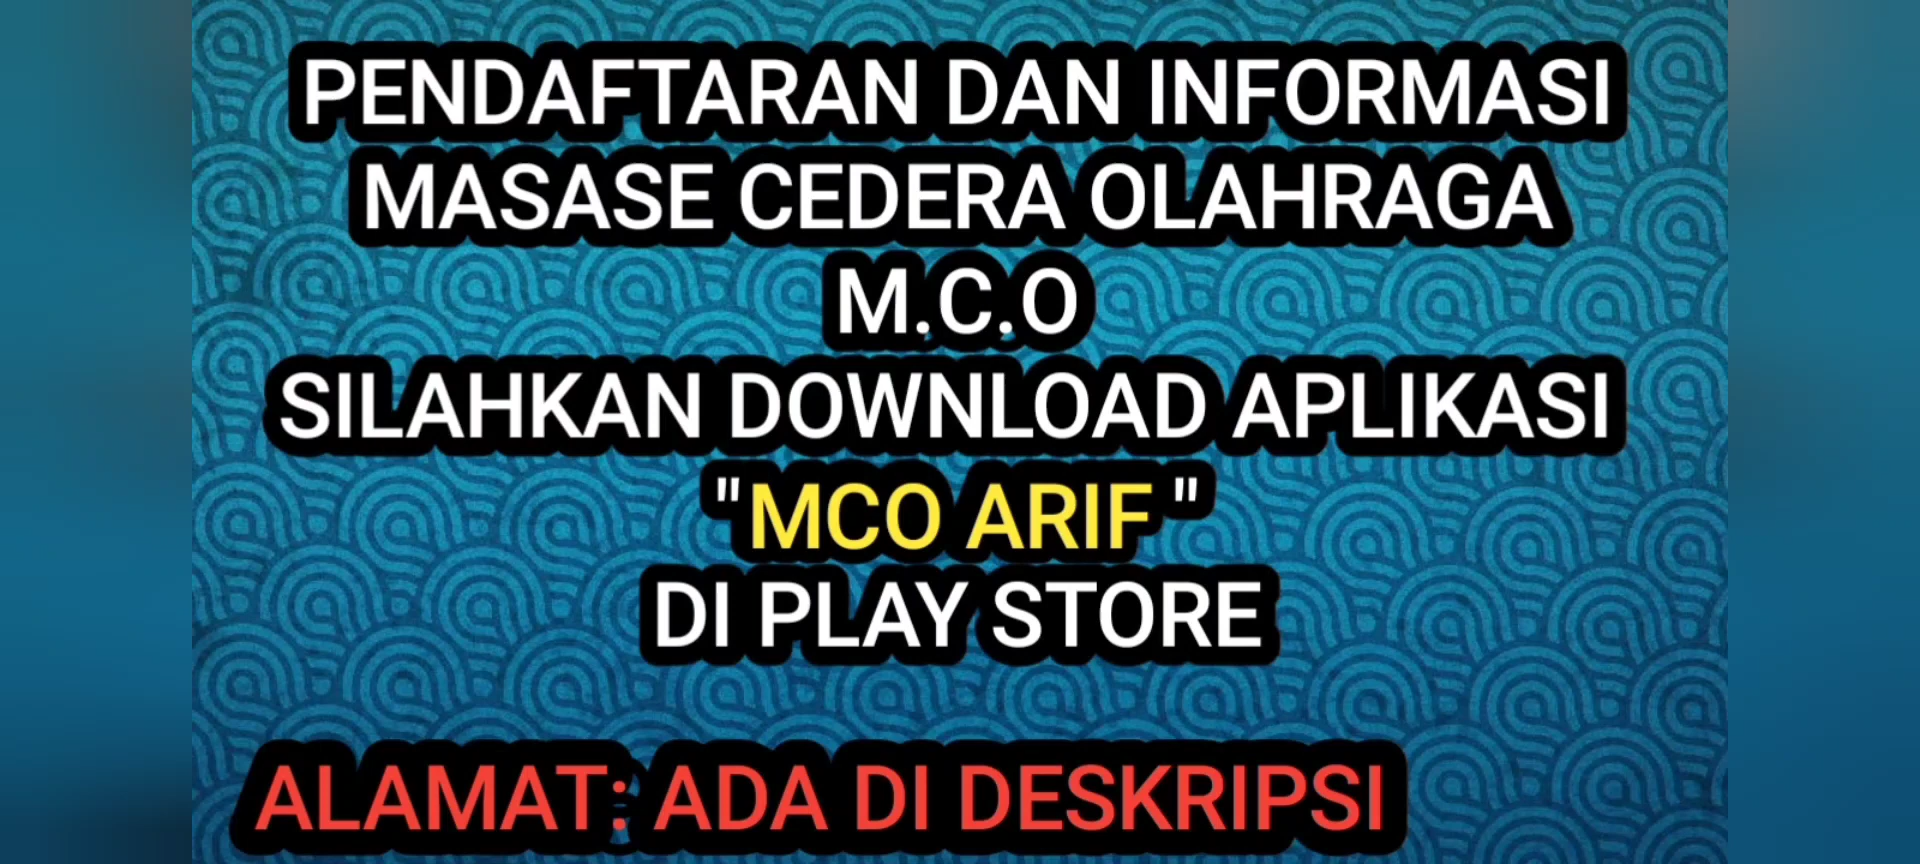 PENDAFTARAN DAN INFORMASI
MASASE CEDERA OLAHRAGA
M.C.O
SILAHKAN DOWNLOAD APLIKASI
"MCO ARIF "
DI PLAY STORE
ALAMAT: ADA DI DESKRIPSI